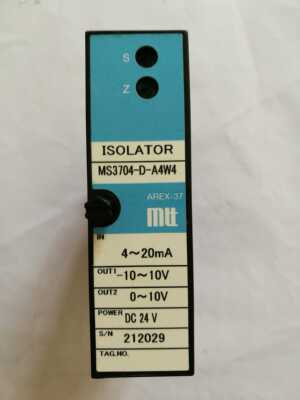 S
Z
ISOLATOR
MS3704-D-A4W4
AREX-37
mtt
IN
4～20mA
OUT1 -10～10V
OUT2 0～10V
POWER DC 24 V
S/N 212029
TAG.NO.